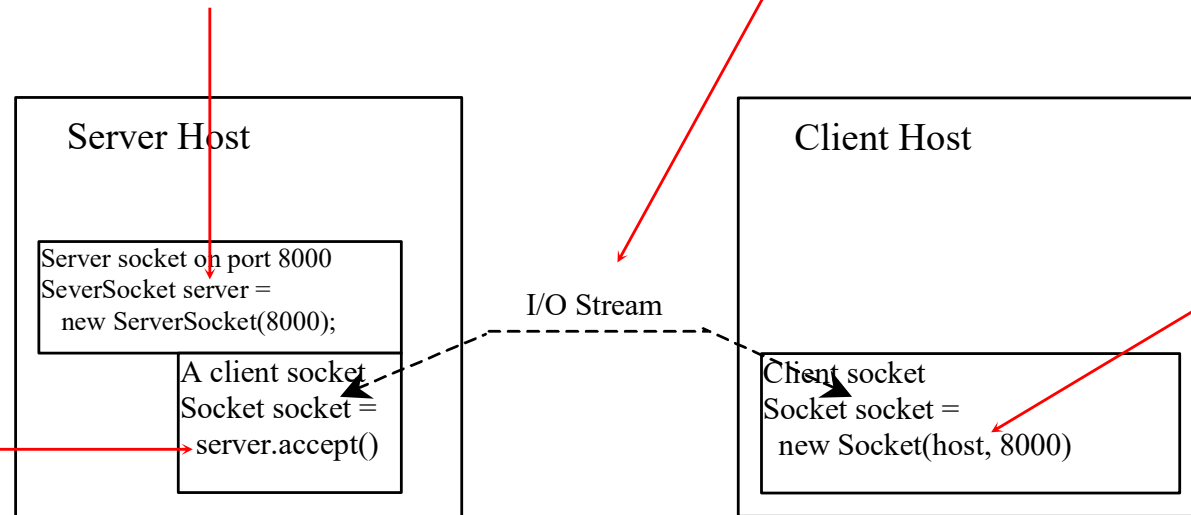 Server Host
Server socket on port 8000
SeverSocket server =
new ServerSocket(8000);
A client socket
Socket socket =
server.accept()
I/O Stream
Client Host
Client socket
Socket socket =
new Socket(host, 8000)